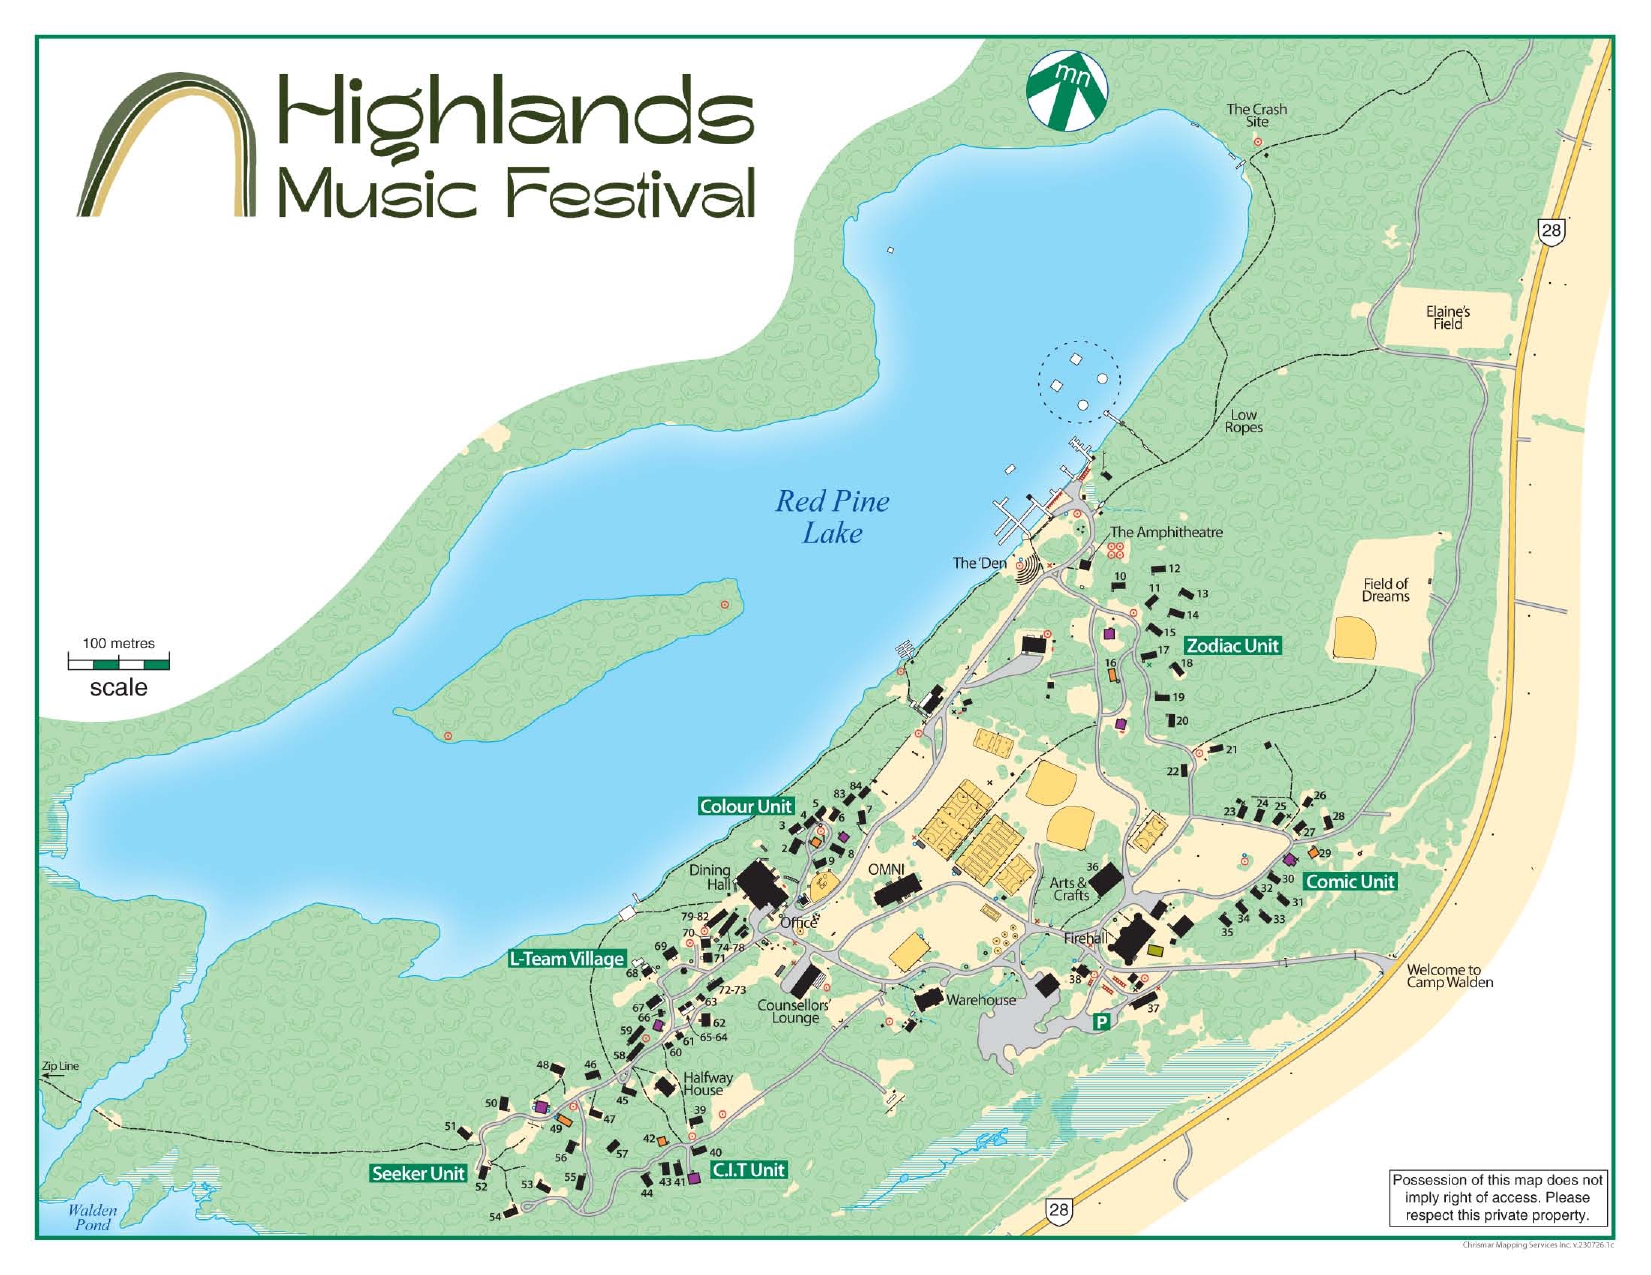 Highlands
Music Festival
mn
The Crash
Site
28
Elaine's
Field
Low
Ropes
Red Pine
Lake
The Amphitheatre
The 'Den
Field of
Dreams
10
12
11
13
14
15
Zodiac Unit
17
16
18
19
20
21
22
100 metres
scale
Colour Unit
84
83
5
7
4
6
3
2
8
9
23
24
25
26
27
28
29
Comic Unit
30
32
31
34
33
35
Dining
Hall
OMNI
36
Arts &
Crafts
Office
Firehall
79-82
70
74-78
69
71
L-Team Village
68
72-73
Counsellors'
Lounge
Warehouse
38
37
P
Welcome to
Camp Walden
67
63
66
62
59
65-64
61
60
58
Zip Line
48
46
Halfway
House
45
50
47
39
51
49
42
40
56
57
Seeker Unit
C.I.T Unit
52
53
55
43
41
44
54
Walden
Pond
28
Possession of this map does not
imply right of access. Please
respect this private property.
Chrismar Mapping Services Inc. v.230726.1c